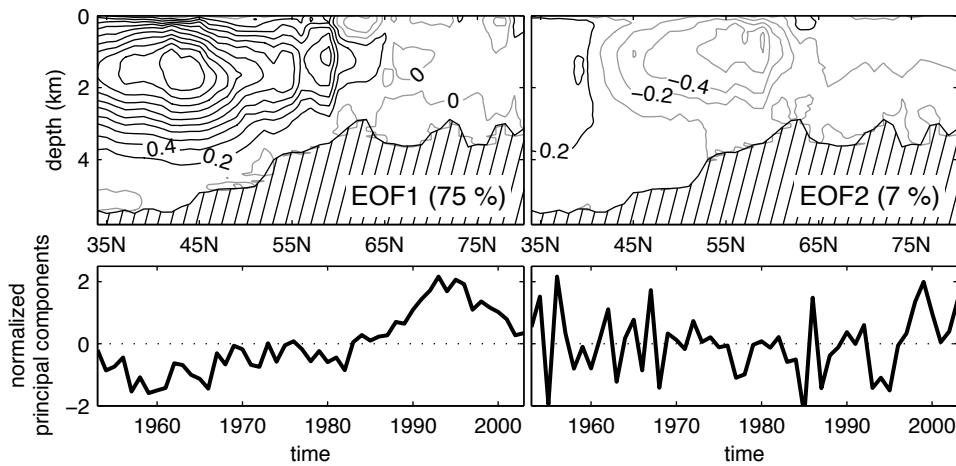 0
2
4
depth (km)
0
0
0.4
0.2
EOF1 (75 %)
−0.4
−0.2
0.2
EOF2 (7 %)
35N 45N 55N 65N 75N
35N 45N 55N 65N 75N
normalized
principal components
2
0
−2
1960 1970 1980 1990 2000
1960 1970 1980 1990 2000
time
time